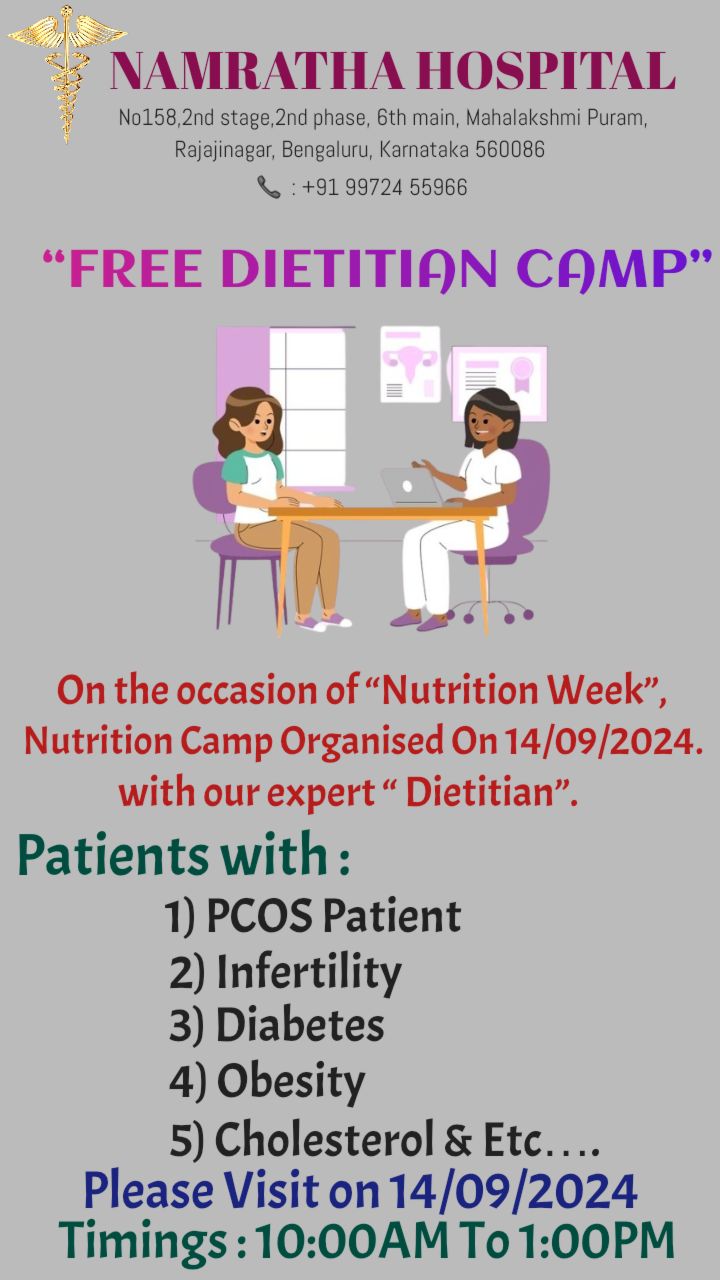 NAMRATHA HOSPITAL
No158,2nd stage,2nd phase, 6th main, Mahalakshmi Puram,
Rajajinagar, Bengaluru, Karnataka 560086
: +91 99724 55966
“FREE DIETITIAN CAMP”
On the occasion of “Nutrition Week”,
Nutrition Camp Organised On 14/09/2024.
with our expert “ Dietitian”.
Patients with :
1) PCOS Patient
2) Infertility
3) Diabetes
4) Obesity
5) Cholesterol & Etc....
Please Visit on 14/09/2024
Timings : 10:00AM To 1:00PM